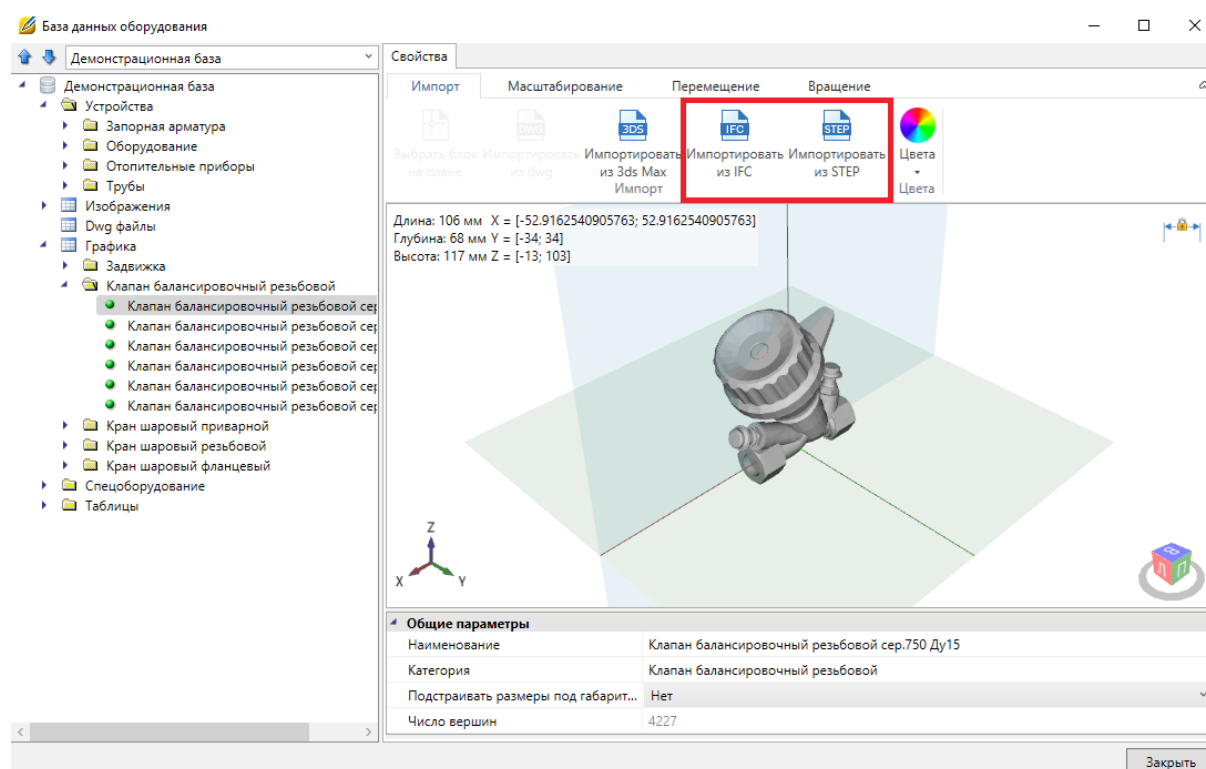 База данных оборудования
Демонстрационная база
Демонстрационная база
Устройства
Запорная арматура
Оборудование
Отопительные приборы
Трубы
Изображения
Dwg файлы
Графика
Задвижка
Клапан балансировочный резьбовой
Клапан балансировочный резьбовой сер
Клапан балансировочный резьбовой сер
Клапан балансировочный резьбовой сер
Клапан балансировочный резьбовой сер
Клапан балансировочный резьбовой сер
Клапан балансировочный резьбовой сер
Кран шаровый приварной
Кран шаровый резьбовой
Кран шаровый фланцевый
Спецоборудование
Таблицы
Свойства
Импорт Масштабирование Перемещение Вращение
DWG 3DS IFC STEP
Выбрать блок Импортировать Импортировать Импортировать Импортировать Цвета
на плане из dwg из 3ds Max из IFC из STEP
Импорт Цвета
Длина: 106 мм X = [-52.9162540905763; 52.9162540905763]
Глубина: 68 мм Y = [-34; 34]
Высота: 117 мм Z = [-13; 103]
Z
X Y
В
Л П
Общие параметры
Наименование Клапан балансировочный резьбовой сер.750 Ду15
Категория Клапан балансировочный резьбовой
Подстраивать размеры под габарит... Нет
Число вершин 4227
Закрыть